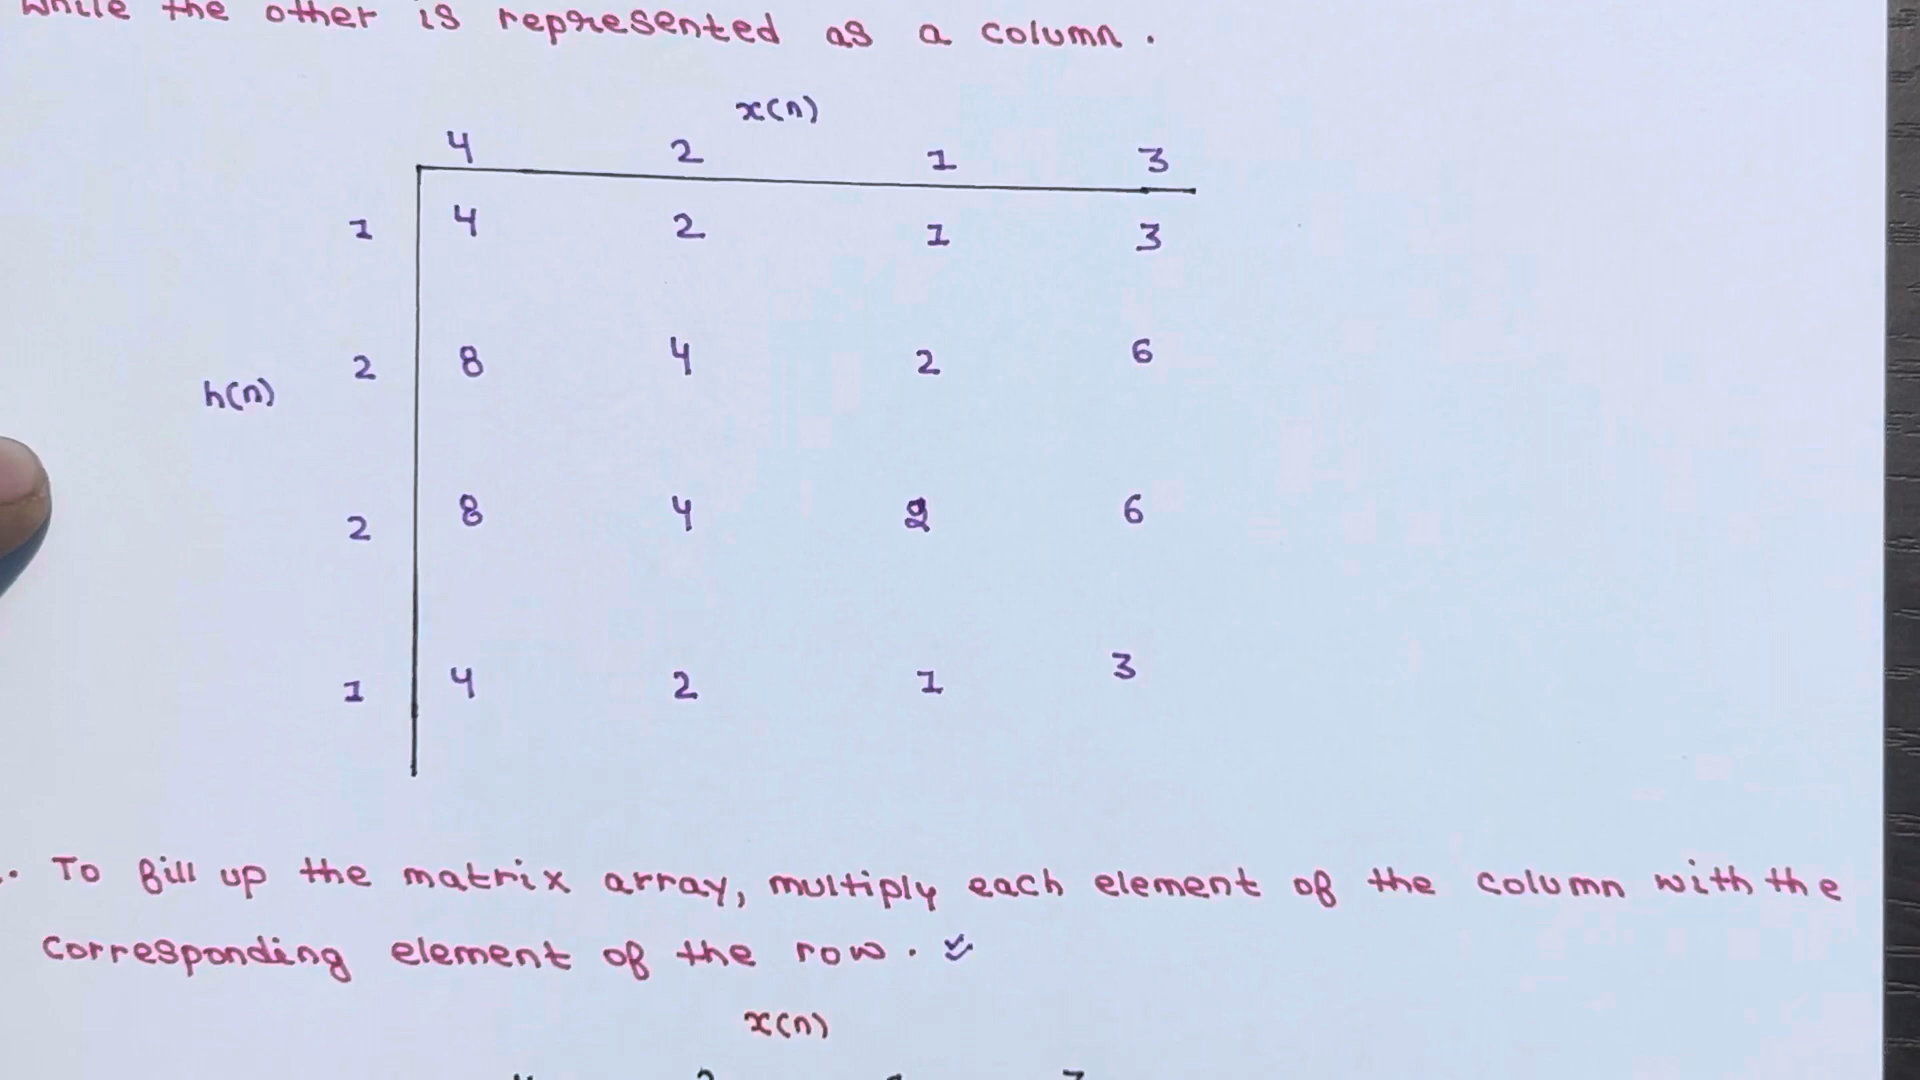 while the other is represented as a column.
x(n)
4 2 1 3
1 4 2 1 3
2 8 4 2 6
h(n)
2 8 4 2 6
1 4 2 1 3
. To fill up the matrix array, multiply each element of the column with the
corresponding element of the row.
x(n)